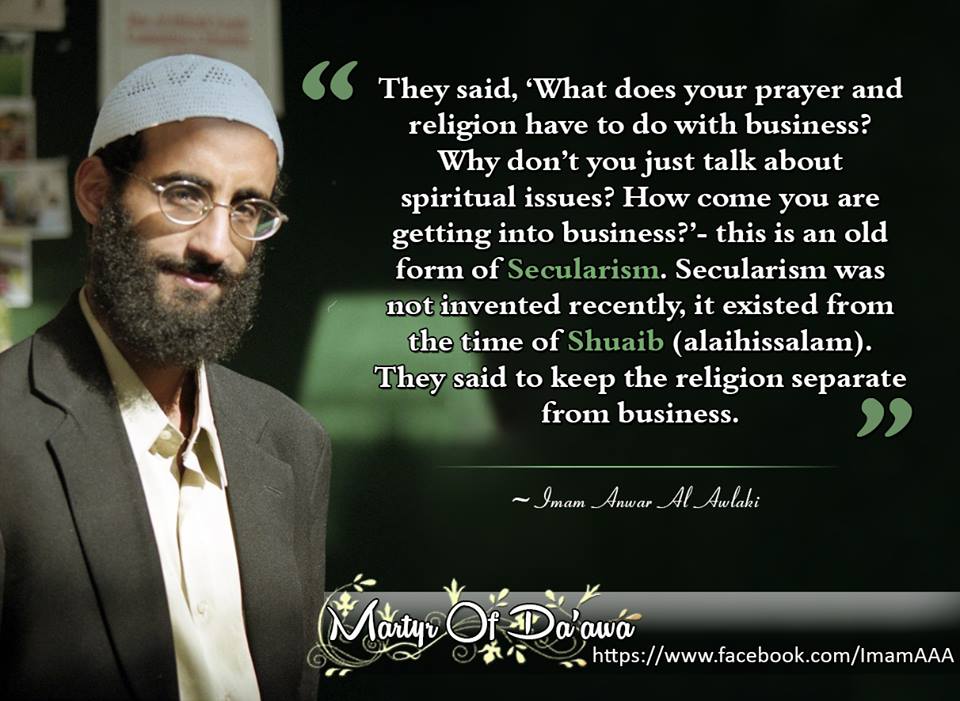 They said, ‘What does your prayer and
religion have to do with business?
Why don’t you just talk about
spiritual issues? How come you are
getting into business?’- this is an old
form of Secularism. Secularism was
not invented recently, it existed from
the time of Shuaib (alaihissalam).
They said to keep the religion separate
from business.
~ Imam Anwar Al Awlaki
Martyr Of Da'awa
https://www.facebook.com/ImamAAA